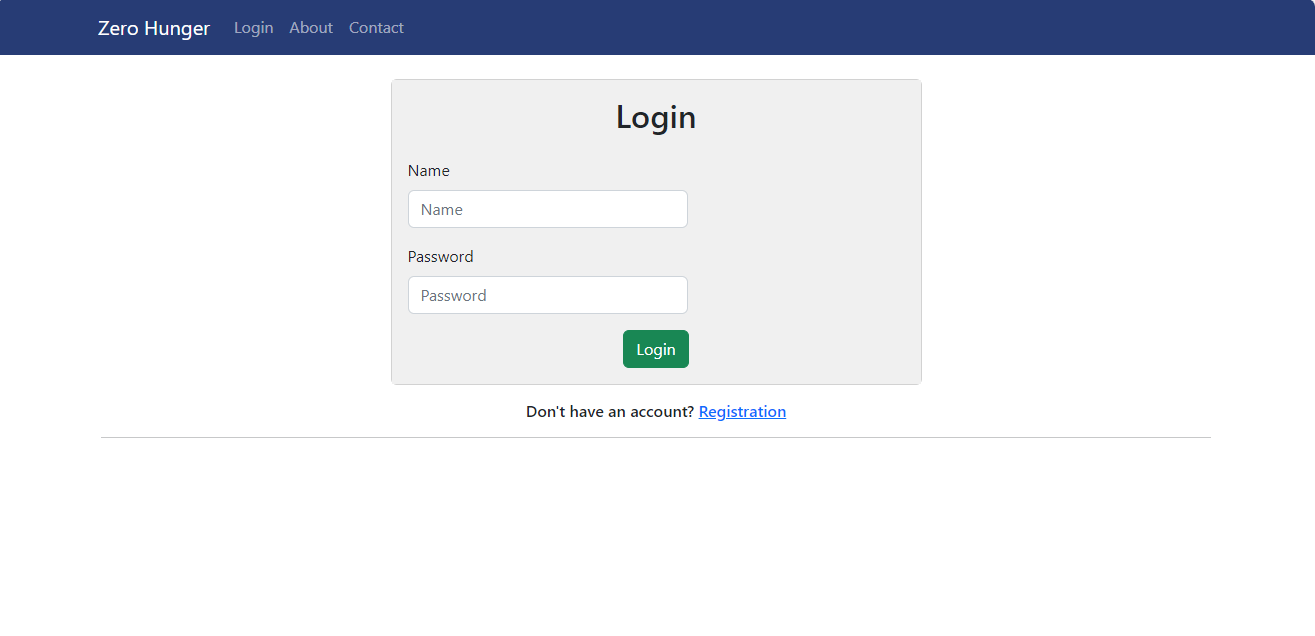 Zero Hunger Login About Contact
Login
Name
Name
Password
Password
Login
Don't have an account? Registration